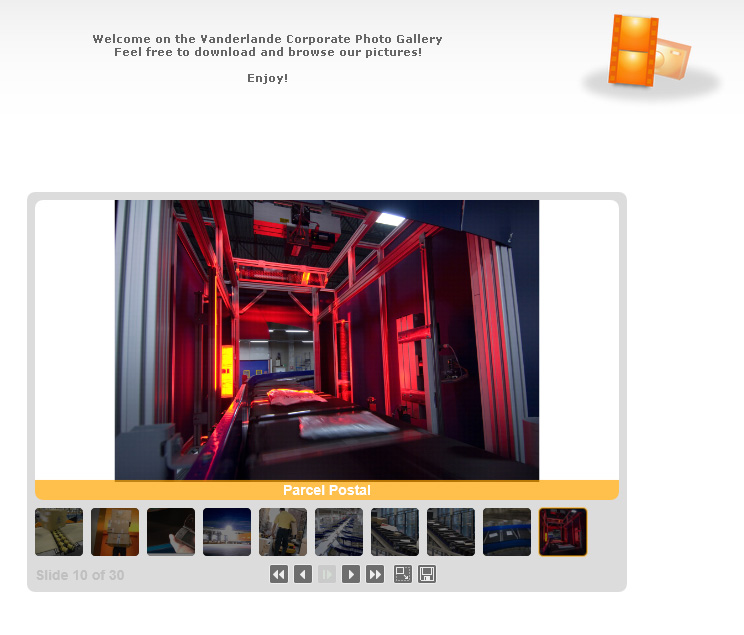 Welcome on the Vanderlande Corporate Photo Gallery
Feel free to download and browse our pictures!
Enjoy!
Parcel Postal
Slide 10 of 30